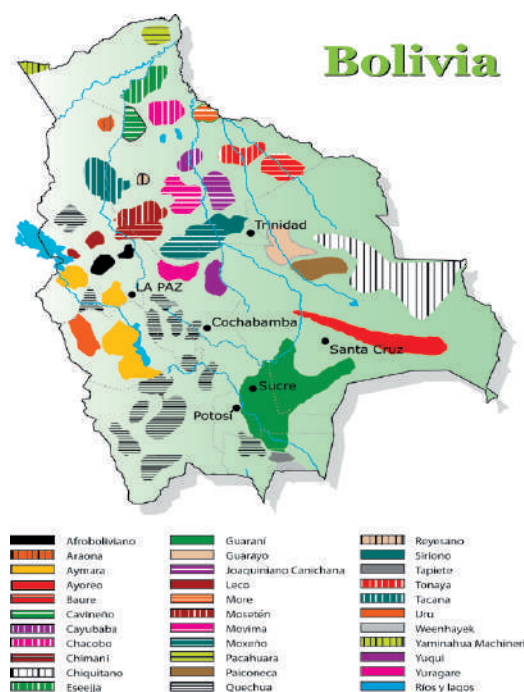 Bolivia
Trinidad
LA PAZ
Cochabamba
Santa Cruz
Sucre
Potosí
Afroboliviano
Araona
Aymara
Ayoreo
Baure
Cavineño
Cayubaba
Chacobo
Chimani
Chiquitano
Eseejja
Guaraní
Guarayo
Joaquiniano Canichana
Leco
More
Mosetén
Movima
Moxeño
Pacahuara
Paiconeca
Quechua
Reyesano
Siriono
Tapiete
Tonaya
Tacana
Uru
Weenhayek
Yaminahua Machineri
Yuqui
Yuragare
Ríos y lagos